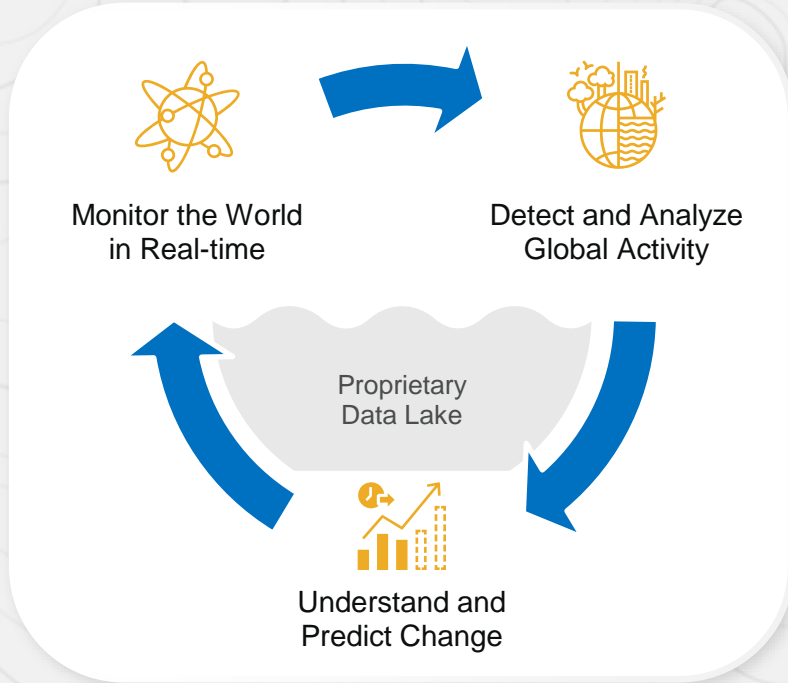 Monitor the World
in Real-time
Detect and Analyze
Global Activity
Proprietary
Data Lake
Understand and
Predict Change